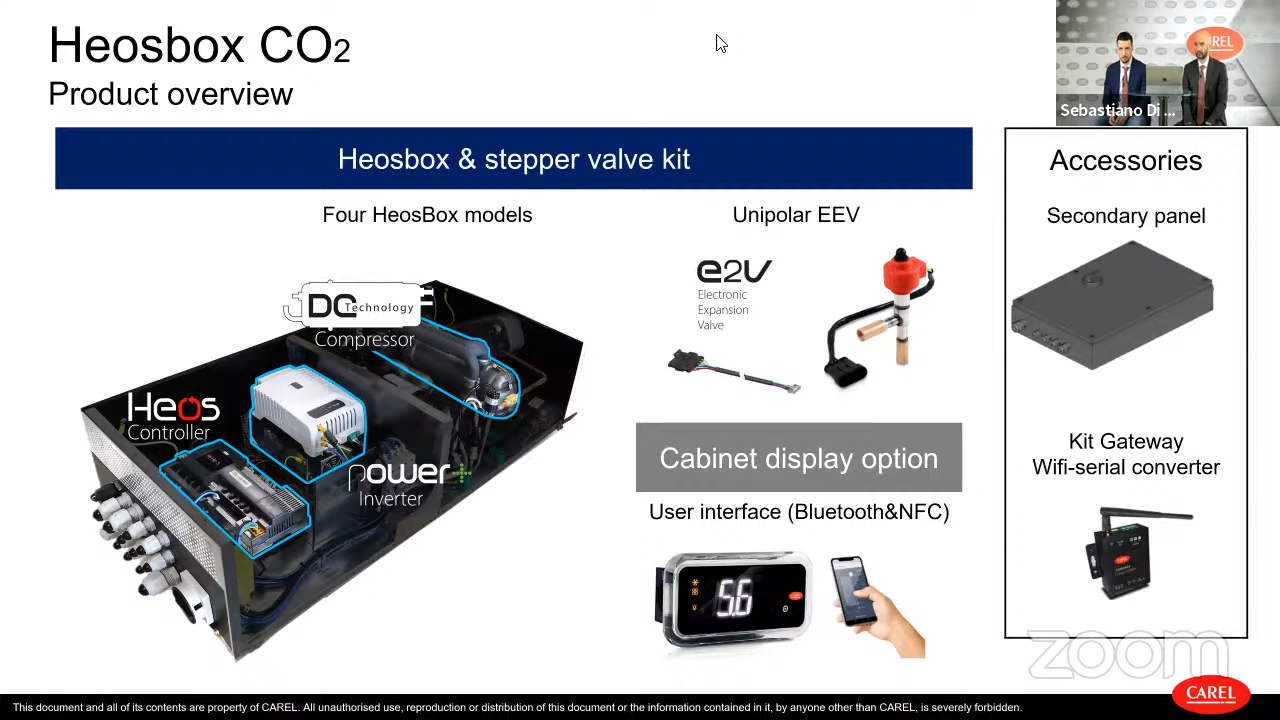 Heosbox CO2
Product overview
CAREL
Sebastiano Di ...
Heosbox & stepper valve kit
Accessories
Four HeosBox models
Unipolar EEV
Secondary panel
DC Technology
Compressor
e2v
Electronic
Expansion
Valve
Heos
Controller
power+
Inverter
Cabinet display option
User interface (Bluetooth&NFC)
5.6
Kit Gateway
Wifi-serial converter
zoom
CAREL
This document and all of its contents are property of CAREL. All unauthorised use, reproduction or distribution of this document or the information contained in it, by anyone other than CAREL, is severely forbidden.